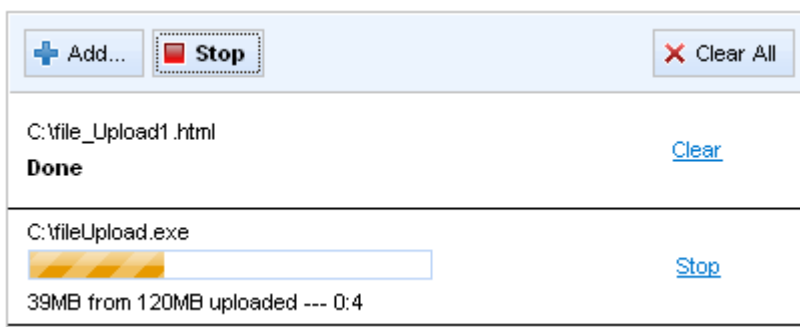 Add... Stop Clear All
C:\file_Upload1.html
Clear
Done
C:\fileUpload.exe
Stop
39MB from 120MB uploaded --- 0:4